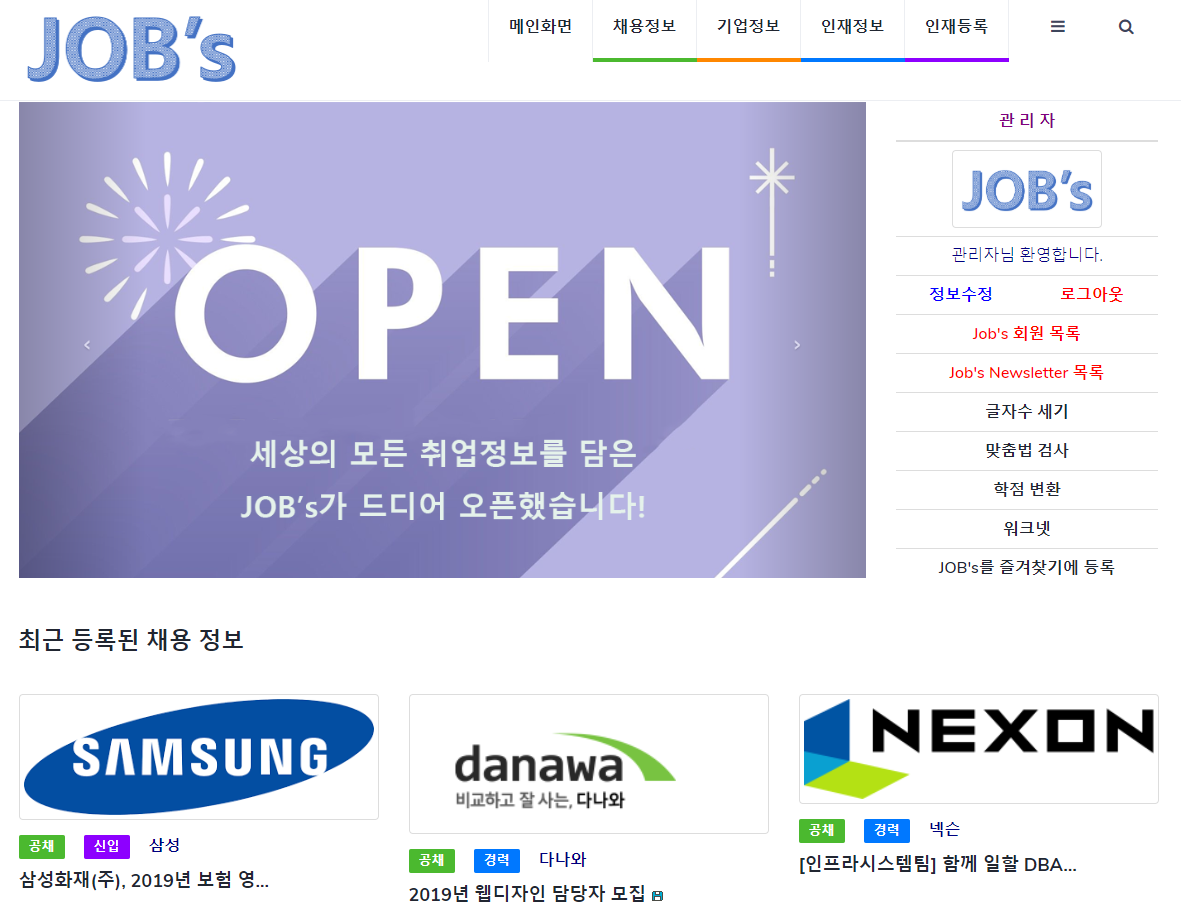 JOB's
메인화면
채용정보
기업정보
인재정보
인재등록
OPEN
세상의 모든 취업정보를 담은
JOB's가 드디어 오픈했습니다!
관 리 자
JOB's
관리자님 환영합니다.
정보수정
로그아웃
Job's 회원 목록
Job's Newsletter 목록
글자수 세기
맞춤법 검사
학점 변환
워크넷
JOB's를 즐겨찾기에 등록
최근 등록된 채용 정보
SAMSUNG
공채 신입 삼성
삼성화재(주), 2019년 보험 영...
danawa
비교하고 잘 사는, 다나와
공채 경력 다나와
2019년 웹디자인 담당자 모집
NEXON
공채 경력 넥슨
[인프라시스템팀] 함께 일할 DBA...